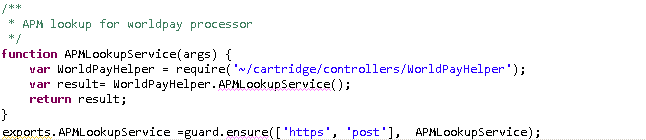 /**
 * APM lookup for worldpay processor
 */
function APMLookupService(args) {
    var WorldPayHelper = require('~/cartridge/controllers/WorldPayHelper');
    var result= WorldPayHelper.APMLookupService();
    return result;
}
exports.APMLookupService =guard.ensure(['https', 'post'],  APMLookupService);